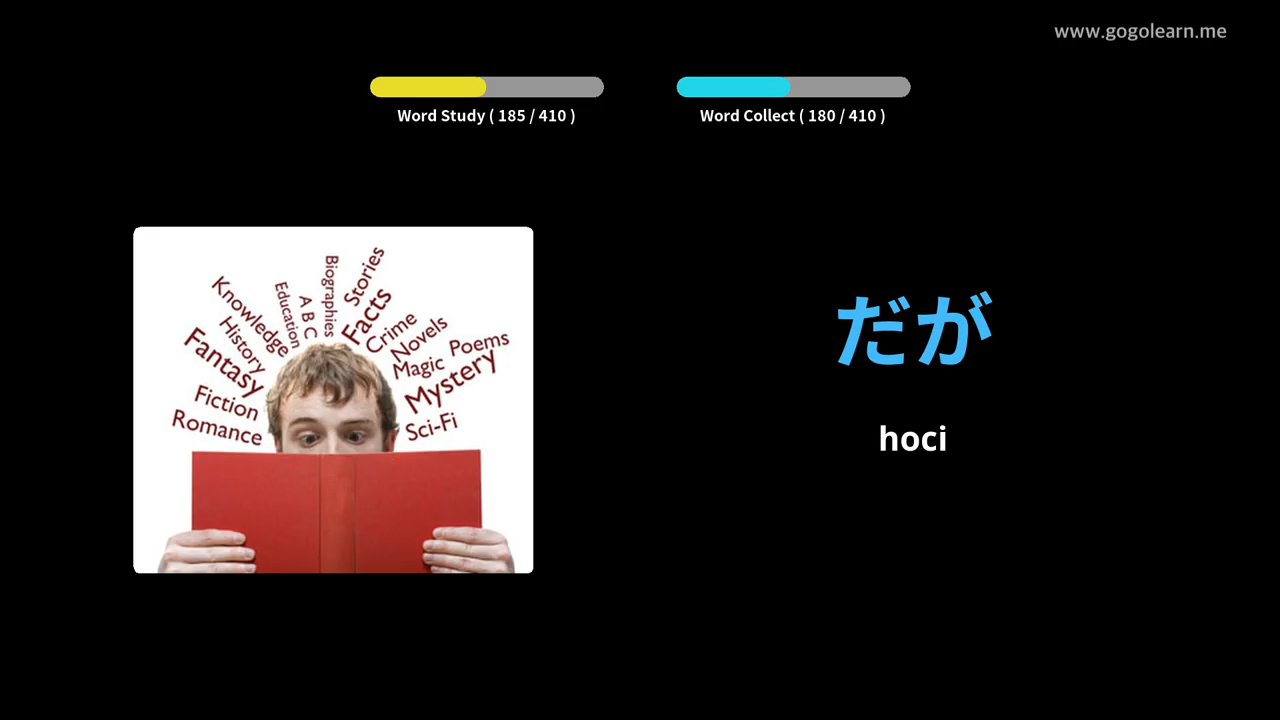 www.gogolearn.me
Word Study ( 185 / 410 )
Word Collect ( 180 / 410 )
Knowledge
Education
A B C
Biographies
Stories
Facts
History
Crime
Novels
Poems
Fantasy
Magic
Mystery
Fiction
Romance
Sci-Fi
だが
hoci